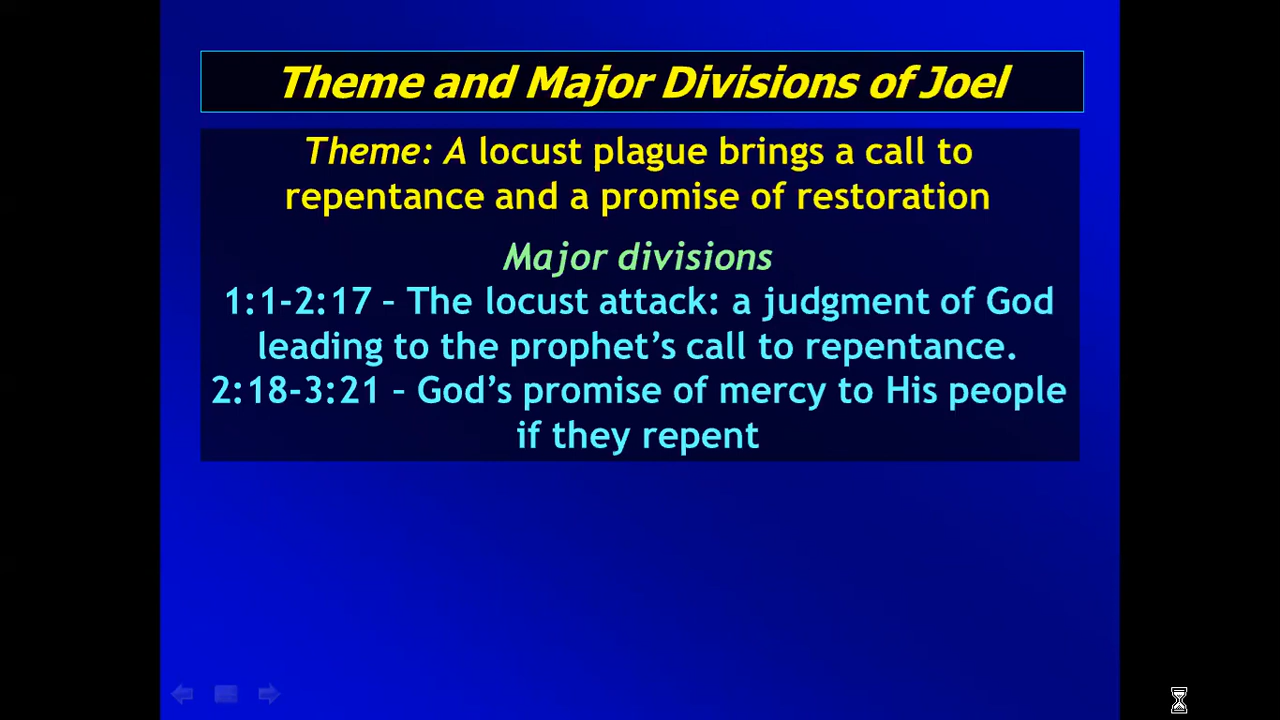 Theme and Major Divisions of Joel
Theme: A locust plague brings a call to
repentance and a promise of restoration
Major divisions
1:1-2:17 – The locust attack: a judgment of God
leading to the prophet’s call to repentance.
2:18-3:21 – God’s promise of mercy to His people
if they repent